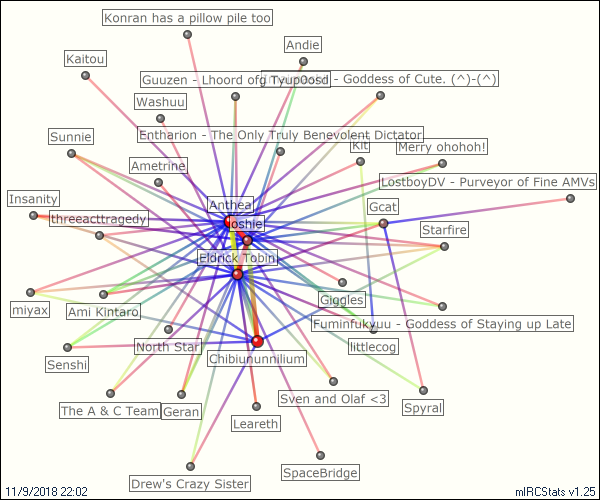 Konran has a pillow pile too
Andie
Kaitou
Guuzen - Lhoord ofg Tyup0osd
- Goddess of Cute. (^)-(^)
Washuu
Entharion - The Only Truly Benevolent Dictator
Sunnie
Kit
Merry ohohoh!
Ametrine
LostboyDV - Purveyor of Fine AMVs
Insanity
Anthea
Gcat
threeacttragedy
Ioshie
Starfire
Eldrick Tobin
miyax
Ami Kintaro
Giggles
Fuminfukyuu - Goddess of Staying up Late
North Star
littlecog
Senshi
Chibiununnilium
The A & C Team
Geran
Sven and Olaf <3
Spyral
Leareth
SpaceBridge
Drew's Crazy Sister
11/9/2018 22:02
mIRCStats v1.25